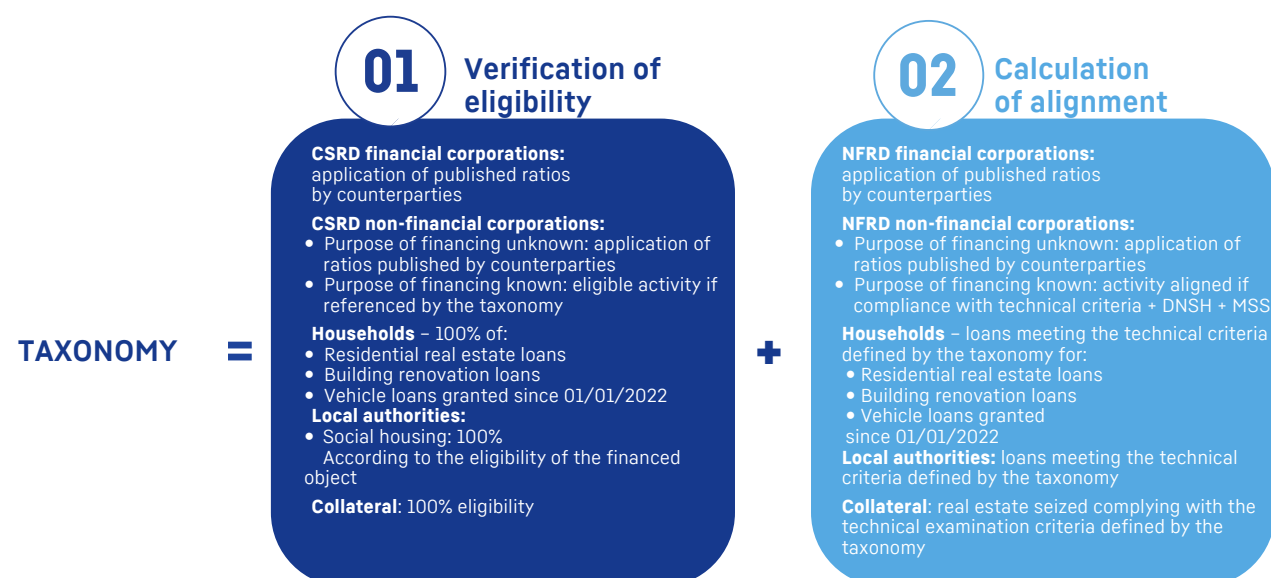 TAXONOMY
=
01
Verification of
eligibility
CSRD financial corporations:
application of published ratios
by counterparties
CSRD non-financial corporations:
• Purpose of financing unknown: application of
ratios published by counterparties
• Purpose of financing known: eligible activity if
referenced by the taxonomy
Households – 100% of:
• Residential real estate loans
• Building renovation loans
• Vehicle loans granted since 01/01/2022
Local authorities:
• Social housing: 100%
According to the eligibility of the financed
object
Collateral: 100% eligibility
+
02
Calculation
of alignment
NFRD financial corporations:
application of published ratios
by counterparties
NFRD non-financial corporations:
• Purpose of financing unknown: application of
ratios published by counterparties
• Purpose of financing known: activity aligned if
compliance with technical criteria + DNSH + MSS
Households – loans meeting the technical criteria
defined by the taxonomy for:
• Residential real estate loans
• Building renovation loans
• Vehicle loans granted
since 01/01/2022
Local authorities: loans meeting the technical
criteria defined by the taxonomy
Collateral: real estate seized complying with the
technical examination criteria defined by the
taxonomy